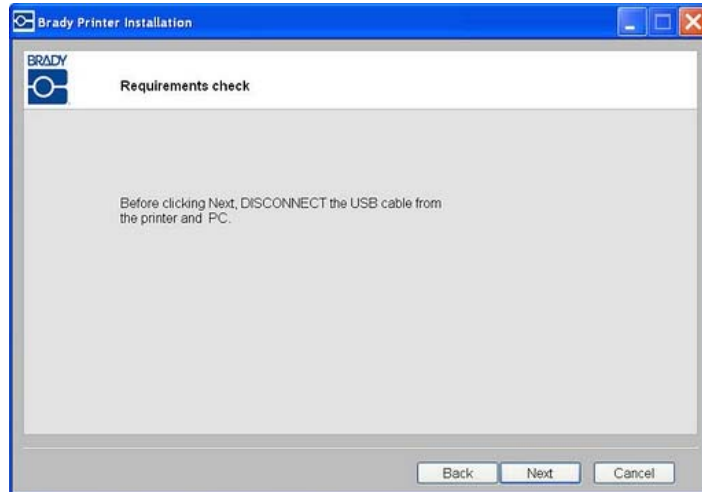 Brady Printer Installation
BRADY
Requirements check
Before clicking Next, DISCONNECT the USB cable from
the printer and PC.
Back Next Cancel